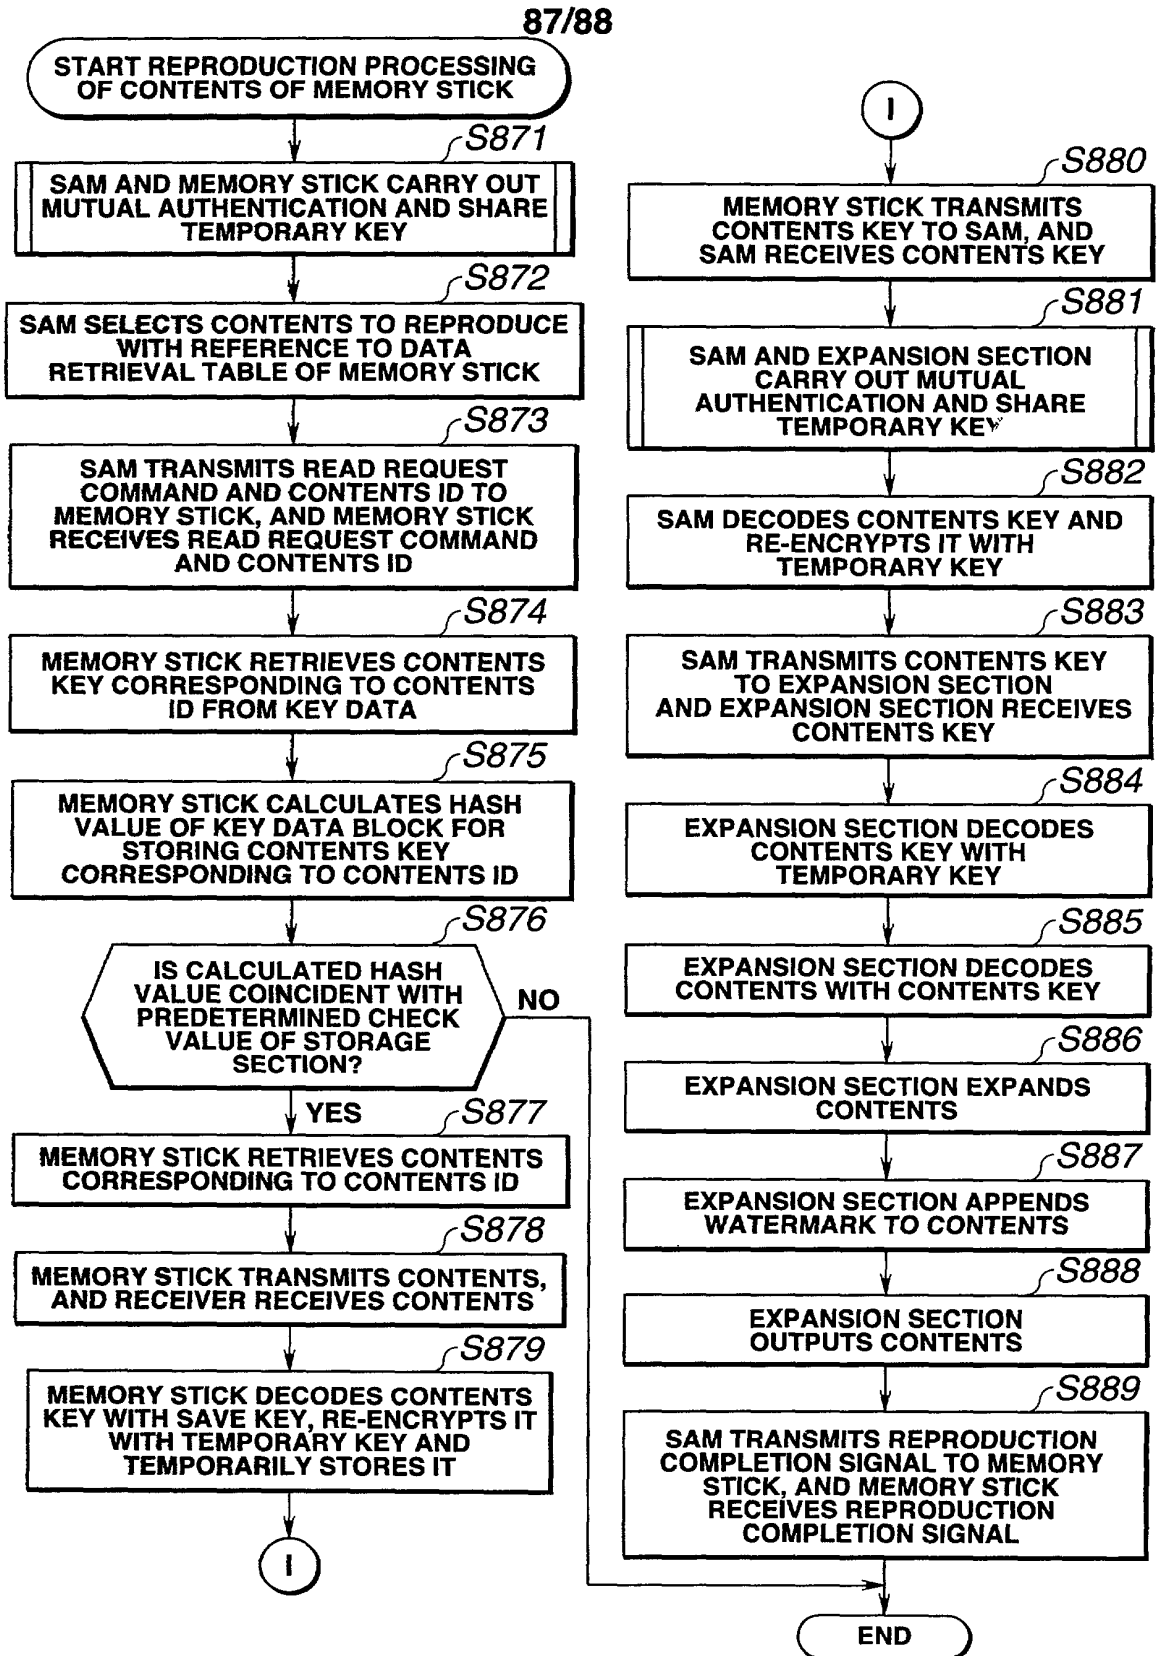 87/88
START REPRODUCTION PROCESSING
OF CONTENTS OF MEMORY STICK
S871
SAM AND MEMORY STICK CARRY OUT
MUTUAL AUTHENTICATION AND SHARE
TEMPORARY KEY
S872
SAM SELECTS CONTENTS TO REPRODUCE
WITH REFERENCE TO DATA
RETRIEVAL TABLE OF MEMORY STICK
S873
SAM TRANSMITS READ REQUEST
COMMAND AND CONTENTS ID TO
MEMORY STICK, AND MEMORY STICK
RECEIVES READ REQUEST COMMAND
AND CONTENTS ID
S874
MEMORY STICK RETRIEVES CONTENTS
KEY CORRESPONDING TO CONTENTS
ID FROM KEY DATA
S875
MEMORY STICK CALCULATES HASH
VALUE OF KEY DATA BLOCK FOR
STORING CONTENTS KEY
CORRESPONDING TO CONTENTS ID
S876
IS CALCULATED HASH
VALUE COINCIDENT WITH
PREDETERMINED CHECK
VALUE OF STORAGE
SECTION?
NO
YES
S877
MEMORY STICK RETRIEVES CONTENTS
CORRESPONDING TO CONTENTS ID
S878
MEMORY STICK TRANSMITS CONTENTS,
AND RECEIVER RECEIVES CONTENTS
S879
MEMORY STICK DECODES CONTENTS
KEY WITH SAVE KEY, RE-ENCRYPTS IT
WITH TEMPORARY KEY AND
TEMPORARILY STORES IT
I
I
S880
MEMORY STICK TRANSMITS
CONTENTS KEY TO SAM, AND
SAM RECEIVES CONTENTS KEY
S881
SAM AND EXPANSION SECTION
CARRY OUT MUTUAL
AUTHENTICATION AND SHARE
TEMPORARY KEY
S882
SAM DECODES CONTENTS KEY AND
RE-ENCRYPTS IT WITH
TEMPORARY KEY
S883
SAM TRANSMITS CONTENTS KEY
TO EXPANSION SECTION
AND EXPANSION SECTION RECEIVES
CONTENTS KEY
S884
EXPANSION SECTION DECODES
CONTENTS KEY WITH
TEMPORARY KEY
S885
EXPANSION SECTION DECODES
CONTENTS WITH CONTENTS KEY
S886
EXPANSION SECTION EXPANDS
CONTENTS
S887
EXPANSION SECTION APPENDS
WATERMARK TO CONTENTS
S888
EXPANSION SECTION
OUTPUTS CONTENTS
S889
SAM TRANSMITS REPRODUCTION
COMPLETION SIGNAL TO MEMORY
STICK, AND MEMORY STICK
RECEIVES REPRODUCTION
COMPLETION SIGNAL
END